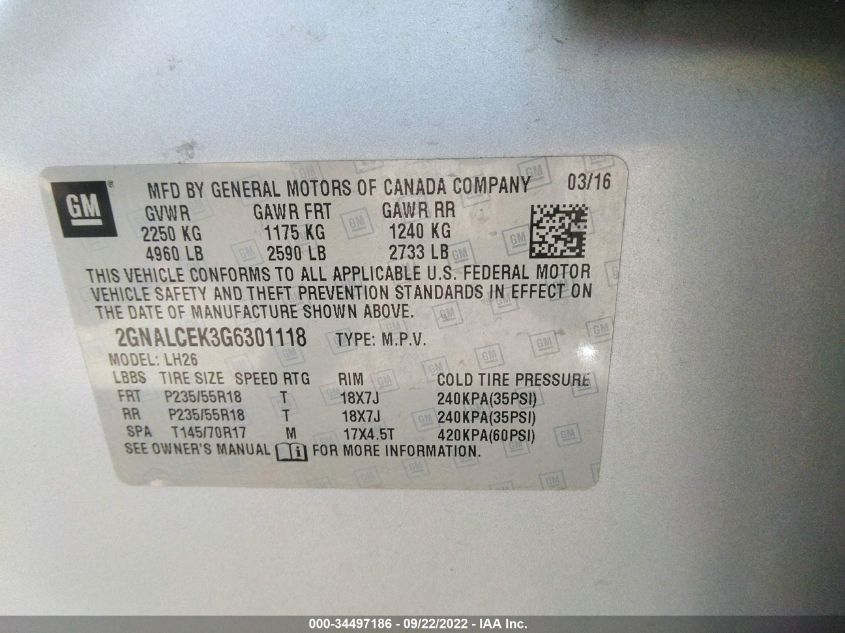 GM ® MFD BY GENERAL MOTORS OF CANADA COMPANY 03/16
GVWR GAWR FRT GAWR RR
2250 KG 1175 KG 1240 KG
4960 LB 2590 LB 2733 LB
THIS VEHICLE CONFORMS TO ALL APPLICABLE U.S. FEDERAL MOTOR
VEHICLE SAFETY AND THEFT PREVENTION STANDARDS IN EFFECT ON
THE DATE OF MANUFACTURE SHOWN ABOVE.
2GNALCEK3G6301118 TYPE: M.P.V.
MODEL: LH26
LBBS TIRE SIZE SPEED RTG RIM COLD TIRE PRESSURE
FRT P235/55R18 T 18X7J 240KPA(35PSI)
RR P235/55R18 T 18X7J 240KPA(35PSI)
SPA T145/70R17 M 17X4.5T 420KPA(60PSI)
SEE OWNER'S MANUAL FOR MORE INFORMATION.
000-34497186 - 09/22/2022 - IAA Inc.